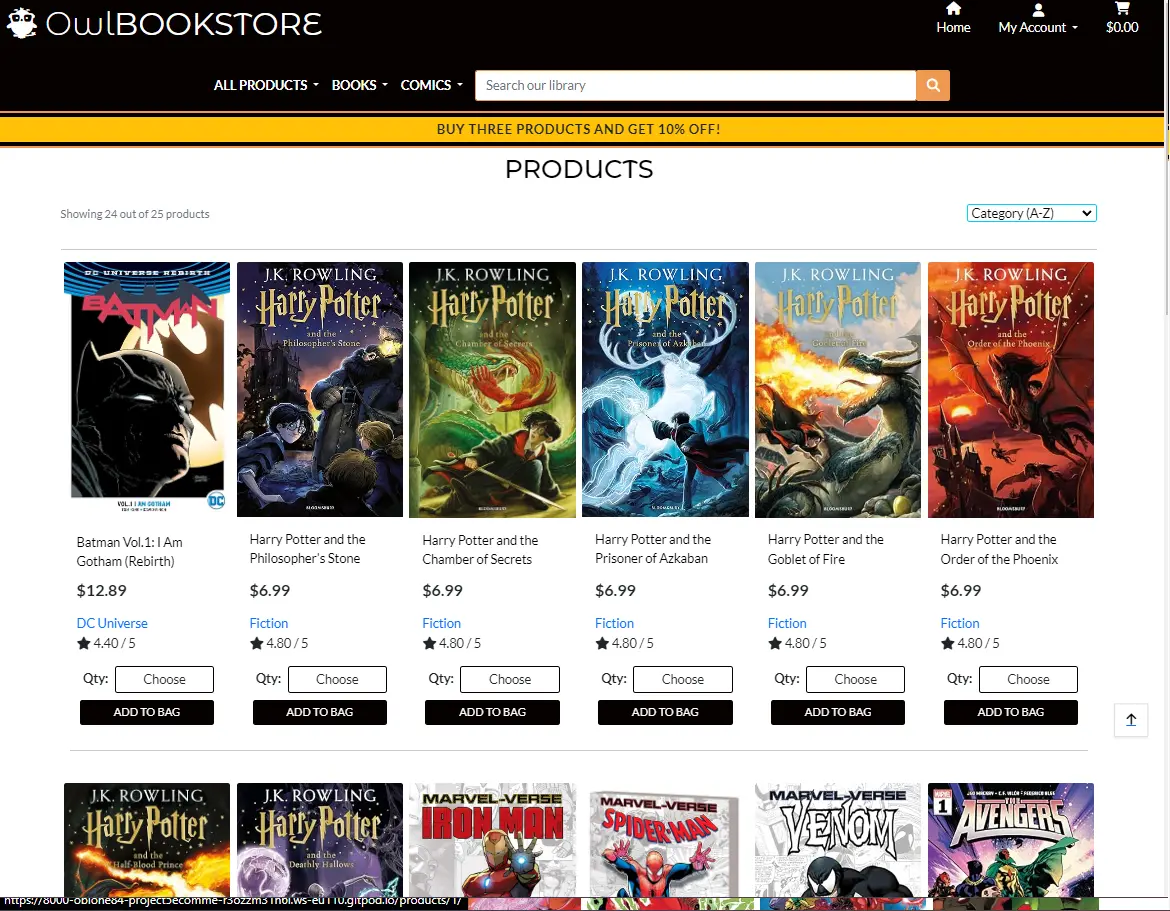 OwlBOOKSTORE
Home
My Account
$0.00
ALL PRODUCTS
BOOKS
COMICS
Search our library
BUY THREE PRODUCTS AND GET 10% OFF!
PRODUCTS
Showing 24 out of 25 products
Category (A-Z)
DC UNIVERSE REBIRTH
BATMAN
VOL.1 I AM GOTHAM
DC
J.K. ROWLING
Harry Potter
and the
Philosopher's Stone
BLOOMSBURY
J.K. ROWLING
Harry Potter
and the
Chamber of Secrets
BLOOMSBURY
J.K. ROWLING
Harry Potter
and the
Prisoner of Azkaban
BLOOMSBURY
J.K. ROWLING
Harry Potter
and the
Goblet of Fire
BLOOMSBURY
J.K. ROWLING
Harry Potter
and the
Order of the Phoenix
BLOOMSBURY
Batman Vol.1: I Am
Gotham (Rebirth)
$12.89
DC Universe
4.40 / 5
Qty:
Choose
ADD TO BAG
Harry Potter and the
Philosopher's Stone
$6.99
Fiction
4.80 / 5
Qty:
Choose
ADD TO BAG
Harry Potter and the
Chamber of Secrets
$6.99
Fiction
4.80 / 5
Qty:
Choose
ADD TO BAG
Harry Potter and the
Prisoner of Azkaban
$6.99
Fiction
4.80 / 5
Qty:
Choose
ADD TO BAG
Harry Potter and the
Goblet of Fire
$6.99
Fiction
4.80 / 5
Qty:
Choose
ADD TO BAG
Harry Potter and the
Order of the Phoenix
$6.99
Fiction
4.80 / 5
Qty:
Choose
ADD TO BAG
J.K. ROWLING
Harry Potter
and the
Half-Blood Prince
J.K. ROWLING
Harry Potter
and the
Deathly Hallows
MARVEL-VERSE
IRON MAN
MARVEL-VERSE
SPIDER-MAN
MARVEL-VERSE
VENOM
MARVEL
1
THE
AVENGERS